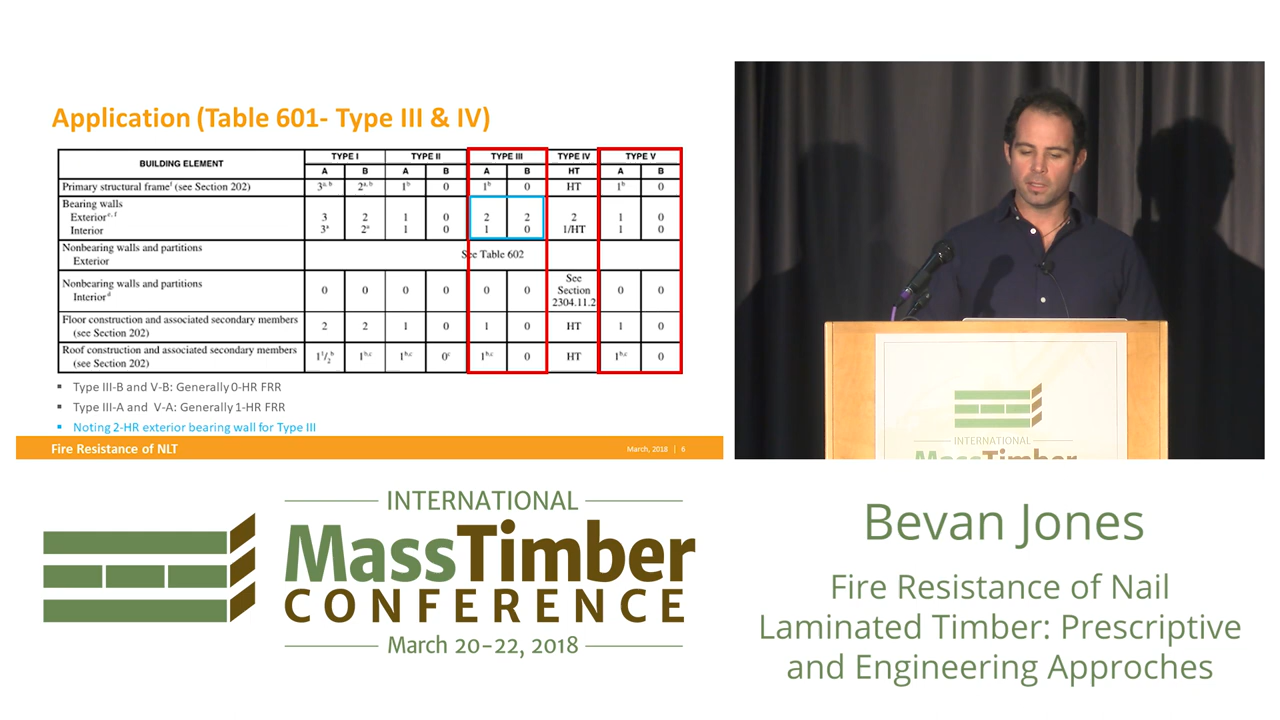 Application (Table 601- Type III & IV)
BUILDING ELEMENT TYPE I TYPE II TYPE III TYPE IV TYPE V
A B A B A B HT A B
Primary structural frame f (see Section 202) 3 a, b 2 a, b 1 b 0 1 b 0 HT 1 b 0
Bearing walls
Exterior e, f 3 2 1 0 2 2 2 1 0
Interior 3 a 2 a 1 0 1 0 1/HT 1 0
Nonbearing walls and partitions
Exterior
See Table 602
Nonbearing walls and partitions
Interior d 0 0 0 0 0 0 See Section 2304.11.2 0 0
Floor construction and associated secondary members
(see Section 202) 2 2 1 0 1 0 HT 1 0
Roof construction and associated secondary members
(see Section 202) 1 1/2 b 1 b,c 1 b,c 0 c 1 b,c 0 HT 1 b,c 0
▪ Type III-B and V-B: Generally 0-HR FRR
▪ Type III-A and V-A: Generally 1-HR FRR
▪ Noting 2-HR exterior bearing wall for Type III
Fire Resistance of NLT March, 2018 | 6
INTERNATIONAL
MassTimber
INTERNATIONAL
MassTimber
CONFERENCE
March 20–22, 2018
Bevan Jones
Fire Resistance of Nail
Laminated Timber: Prescriptive
and Engineering Approches